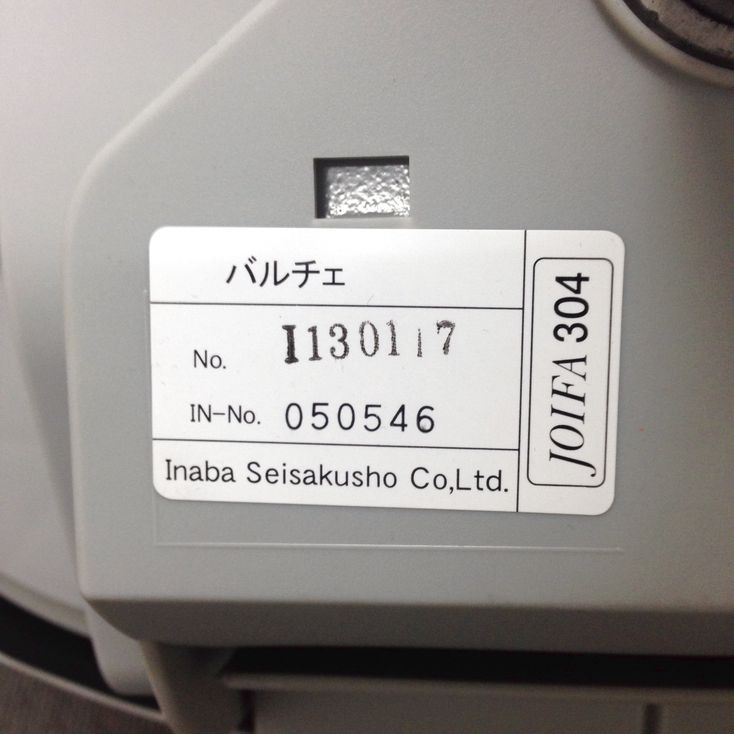 バルチェ
No. I130117
IN-No. 050546
Inaba Seisakusho Co,Ltd.
JOIFA 304